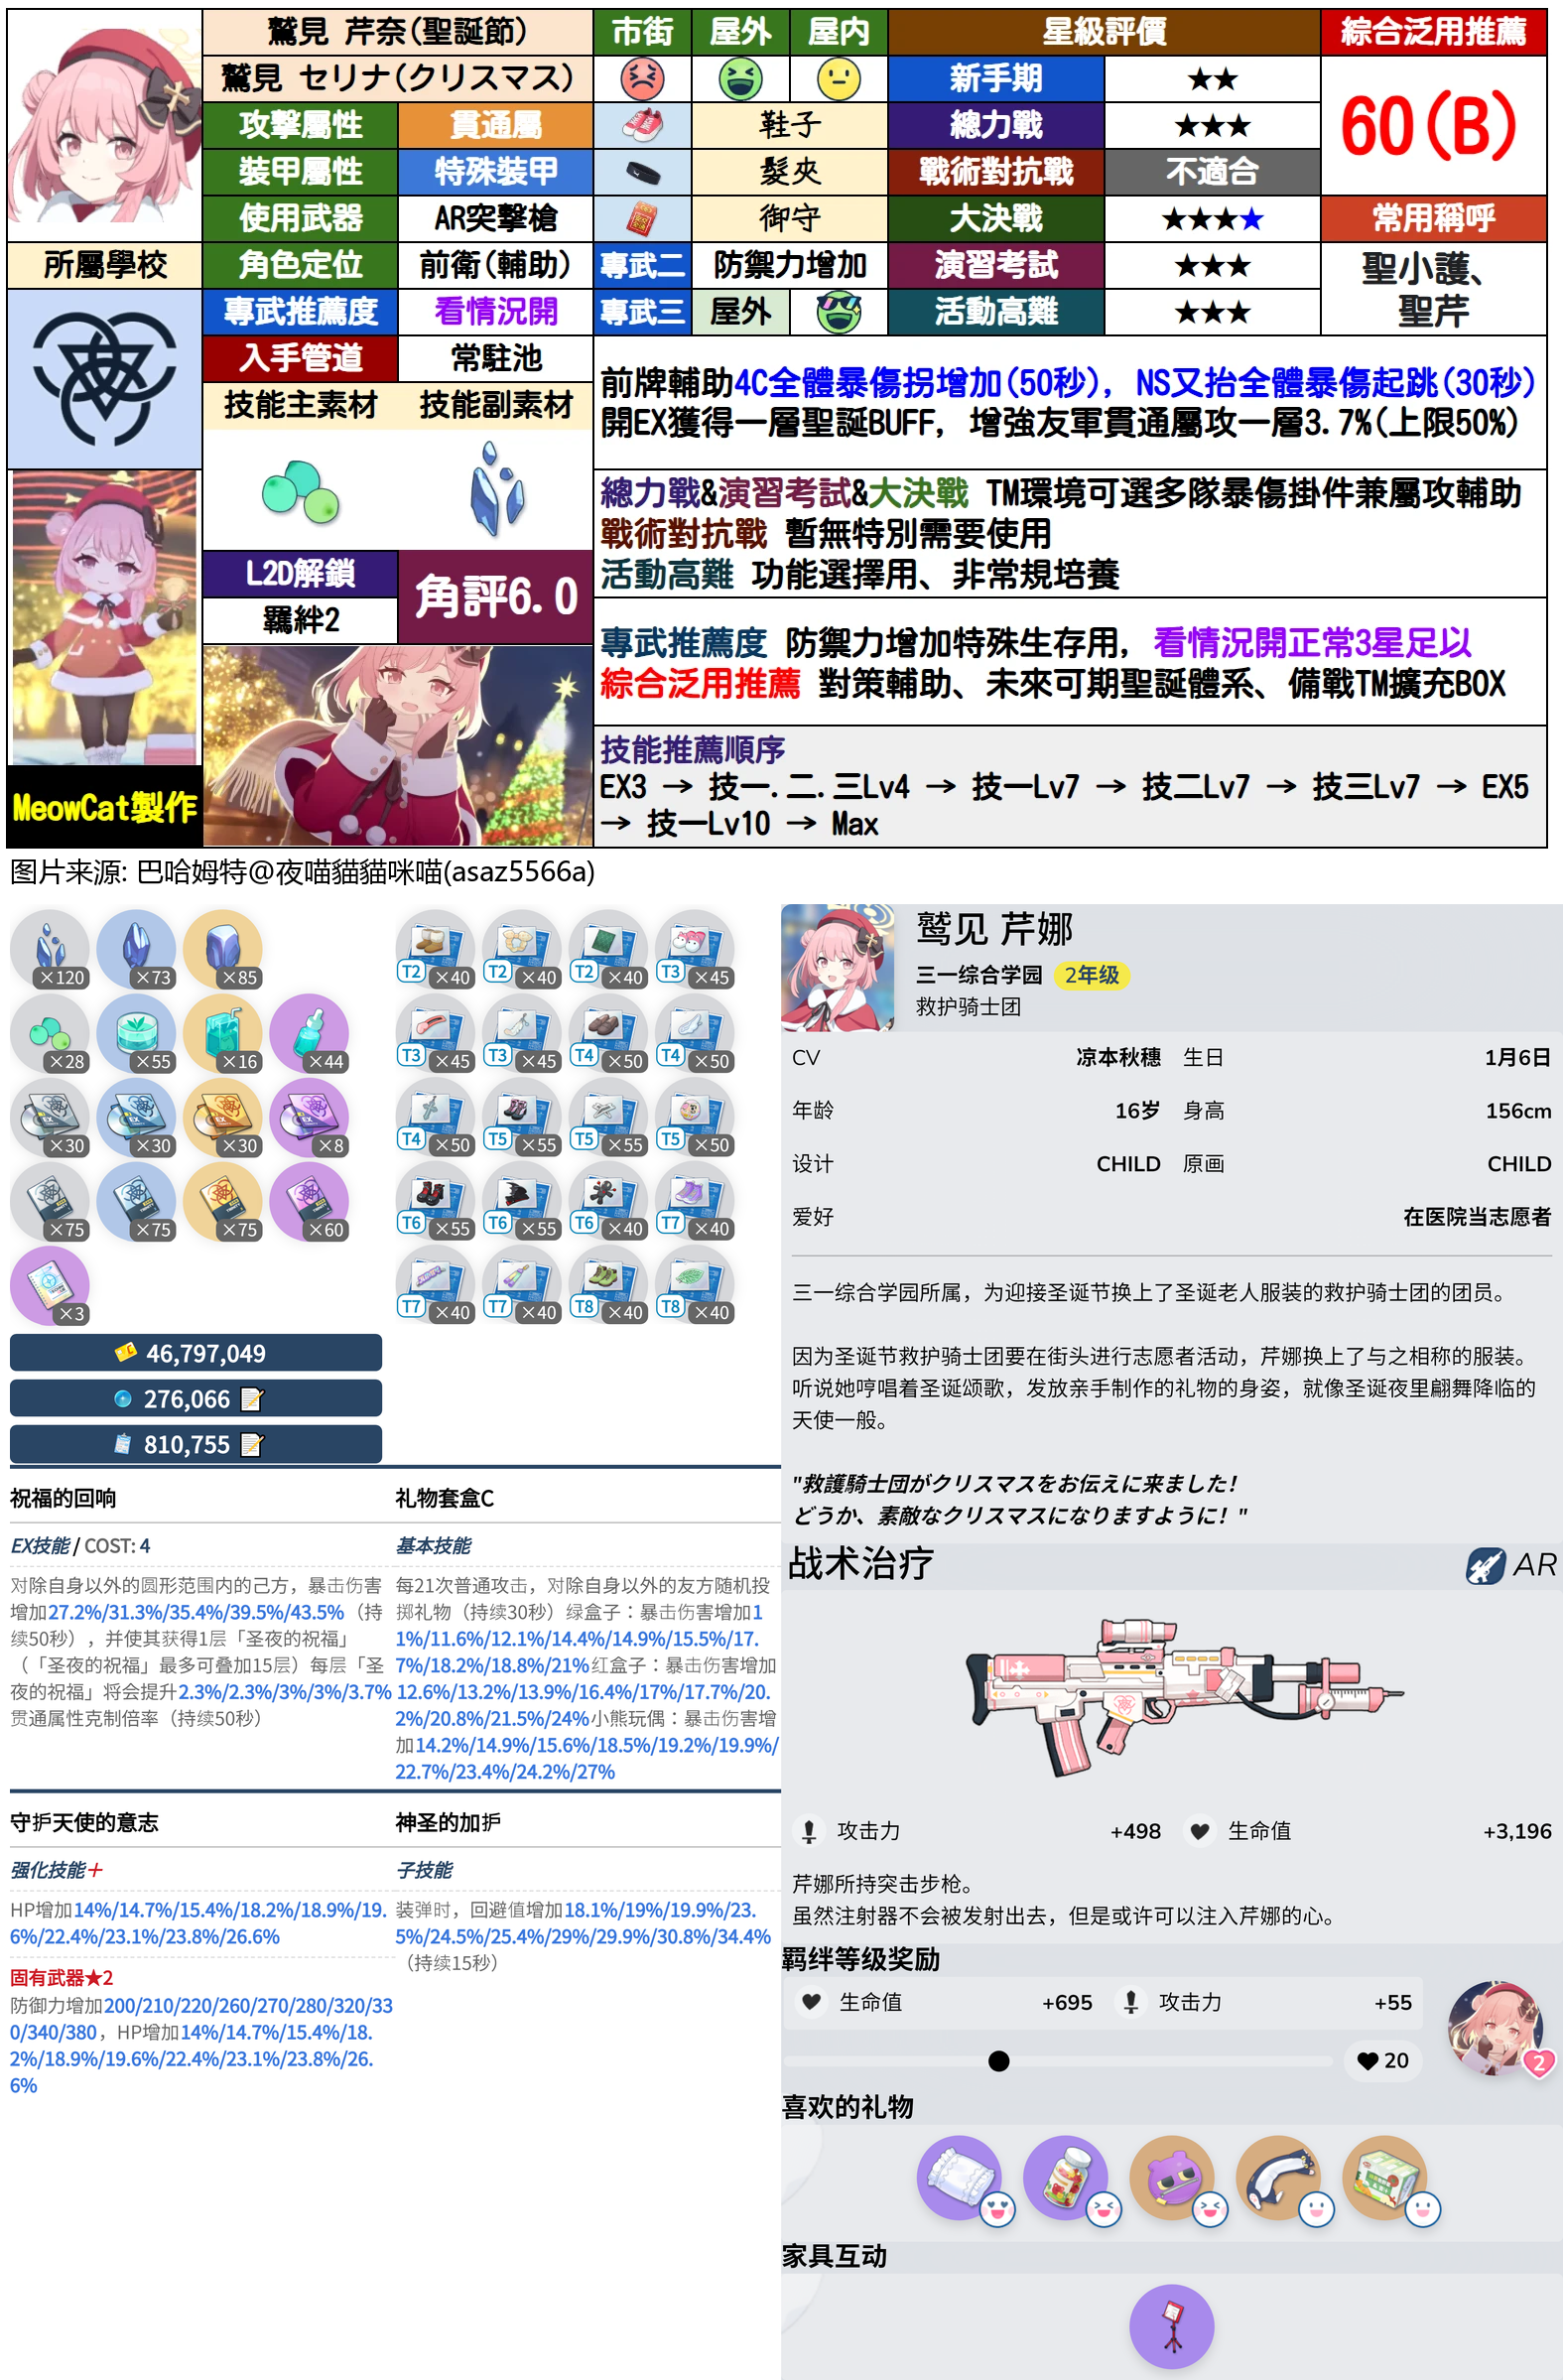 鷲見 芹奈(聖誕節)
市街 屋外 屋内
星級評價
綜合泛用推薦
鷲見 セリナ(クリスマス)
新手期 ★★
60(B)
攻擊屬性 貫通屬
鞋子
總力戰 ★★★
裝甲屬性 特殊裝甲
髮夾
戰術對抗戰 不適合
使用武器 AR突擊槍
御守
大決戰 ★★★★
常用稱呼
所屬學校
角色定位 前衛(輔助)
專武二 防禦力增加
演習考試 ★★★
聖小護、
聖芹
專武推薦度 看情況開
專武三 屋外
活動高難 ★★★
入手管道 常駐池
技能主素材 技能副素材
前牌輔助4C全體暴傷拐增加(50秒), NS又抬全體暴傷起跳(30秒)
開EX獲得一層聖誕BUFF, 增強友軍貫通屬攻一層3.7%(上限50%)
總力戰&演習考試&大決戰 TM環境可選多隊暴傷掛件兼屬攻輔助
戰術對抗戰 暫無特別需要使用
活動高難 功能選擇用、非常規培養
L2D解鎖
羈絆2
角評6.0
專武推薦度 防禦力增加特殊生存用, 看情況開正常3星足以
綜合泛用推薦 對策輔助、未來可期聖誕體系、備戰TM擴充BOX
技能推薦順序
EX3 → 技一.二.三Lv4 → 技一Lv7 → 技二Lv7 → 技三Lv7 → EX5
→ 技一Lv10 → Max
MeowCat製作
图片来源: 巴哈姆特@夜喵貓貓咪喵(asaz5566a)
×120 ×73 ×85
×28 ×55 ×16 ×44
EX ×30 EX ×30 EX ×30 EX ×8
×75 ×75 ×75 ×60
×3
46,797,049
276,066
810,755
T2 ×40 T2 ×40 T2 ×40 T3 ×45
T3 ×45 T3 ×45 T4 ×50 T4 ×50
T4 ×50 T5 ×55 T5 ×55 T5 ×50
T6 ×55 T6 ×55 T6 ×40 T7 ×40
T7 ×40 T7 ×40 T8 ×40 T8 ×40
祝福的回响
EX技能 / COST: 4
对除自身以外的圆形范围内的己方，暴击伤害
增加27.2%/31.3%/35.4%/39.5%/43.5%（持
续50秒），并使其获得1层「圣夜的祝福」
（「圣夜的祝福」最多可叠加15层）每层「圣
夜的祝福」将会提升2.3%/2.3%/3%/3%/3.7%
贯通属性克制倍率（持续50秒）
礼物套盒C
基本技能
每21次普通攻击，对除自身以外的友方随机投
掷礼物（持续30秒）绿盒子：暴击伤害增加1
1%/11.6%/12.1%/14.4%/14.9%/15.5%/17.
7%/18.2%/18.8%/21%红盒子：暴击伤害增加
12.6%/13.2%/13.9%/16.4%/17%/17.7%/20.
2%/20.8%/21.5%/24%小熊玩偶：暴击伤害增
加14.2%/14.9%/15.6%/18.5%/19.2%/19.9%/
22.7%/23.4%/24.2%/27%
守护天使的意志
强化技能＋
HP增加14%/14.7%/15.4%/18.2%/18.9%/19.
6%/22.4%/23.1%/23.8%/26.6%
固有武器★2
防御力增加200/210/220/260/270/280/320/33
0/340/380，HP增加14%/14.7%/15.4%/18.
2%/18.9%/19.6%/22.4%/23.1%/23.8%/26.
6%
神圣的加护
子技能
装弹时，回避值增加18.1%/19%/19.9%/23.
5%/24.5%/25.4%/29%/29.9%/30.8%/34.4%
（持续15秒）
鹫见 芹娜
三一综合学园 2年级
救护骑士团
CV 凉本秋穗 生日 1月6日
年龄 16岁 身高 156cm
设计 CHILD 原画 CHILD
爱好 在医院当志愿者
三一综合学园所属，为迎接圣诞节换上了圣诞老人服装的救护骑士团的团员。
因为圣诞节救护骑士团要在街头进行志愿者活动，芹娜换上了与之相称的服装。
听说她哼唱着圣诞颂歌，发放亲手制作的礼物的身姿，就像圣诞夜里翩舞降临的
天使一般。
"救護騎士団がクリスマスをお伝えに来ました！
どうか、素敵なクリスマスになりますように！"
战术治疗 AR
攻击力 +498 生命值 +3,196
芹娜所持突击步枪。
虽然注射器不会被发射出去，但是或许可以注入芹娜的心。
羁绊等级奖励
生命值 +695 攻击力 +55
20
2
喜欢的礼物
家具互动